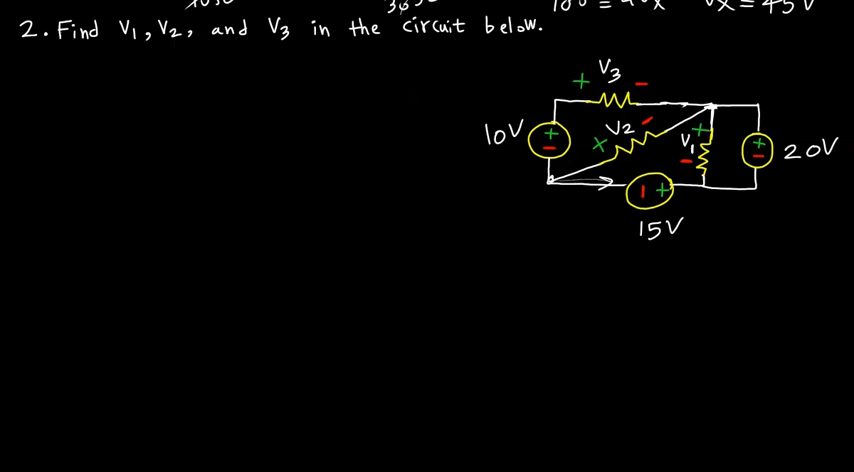 2. Find V1, V2, and V3 in the circuit below.
+ V3 -
10V + -
+ V2 -
+ V1 -
+ - 20V
- +
15V